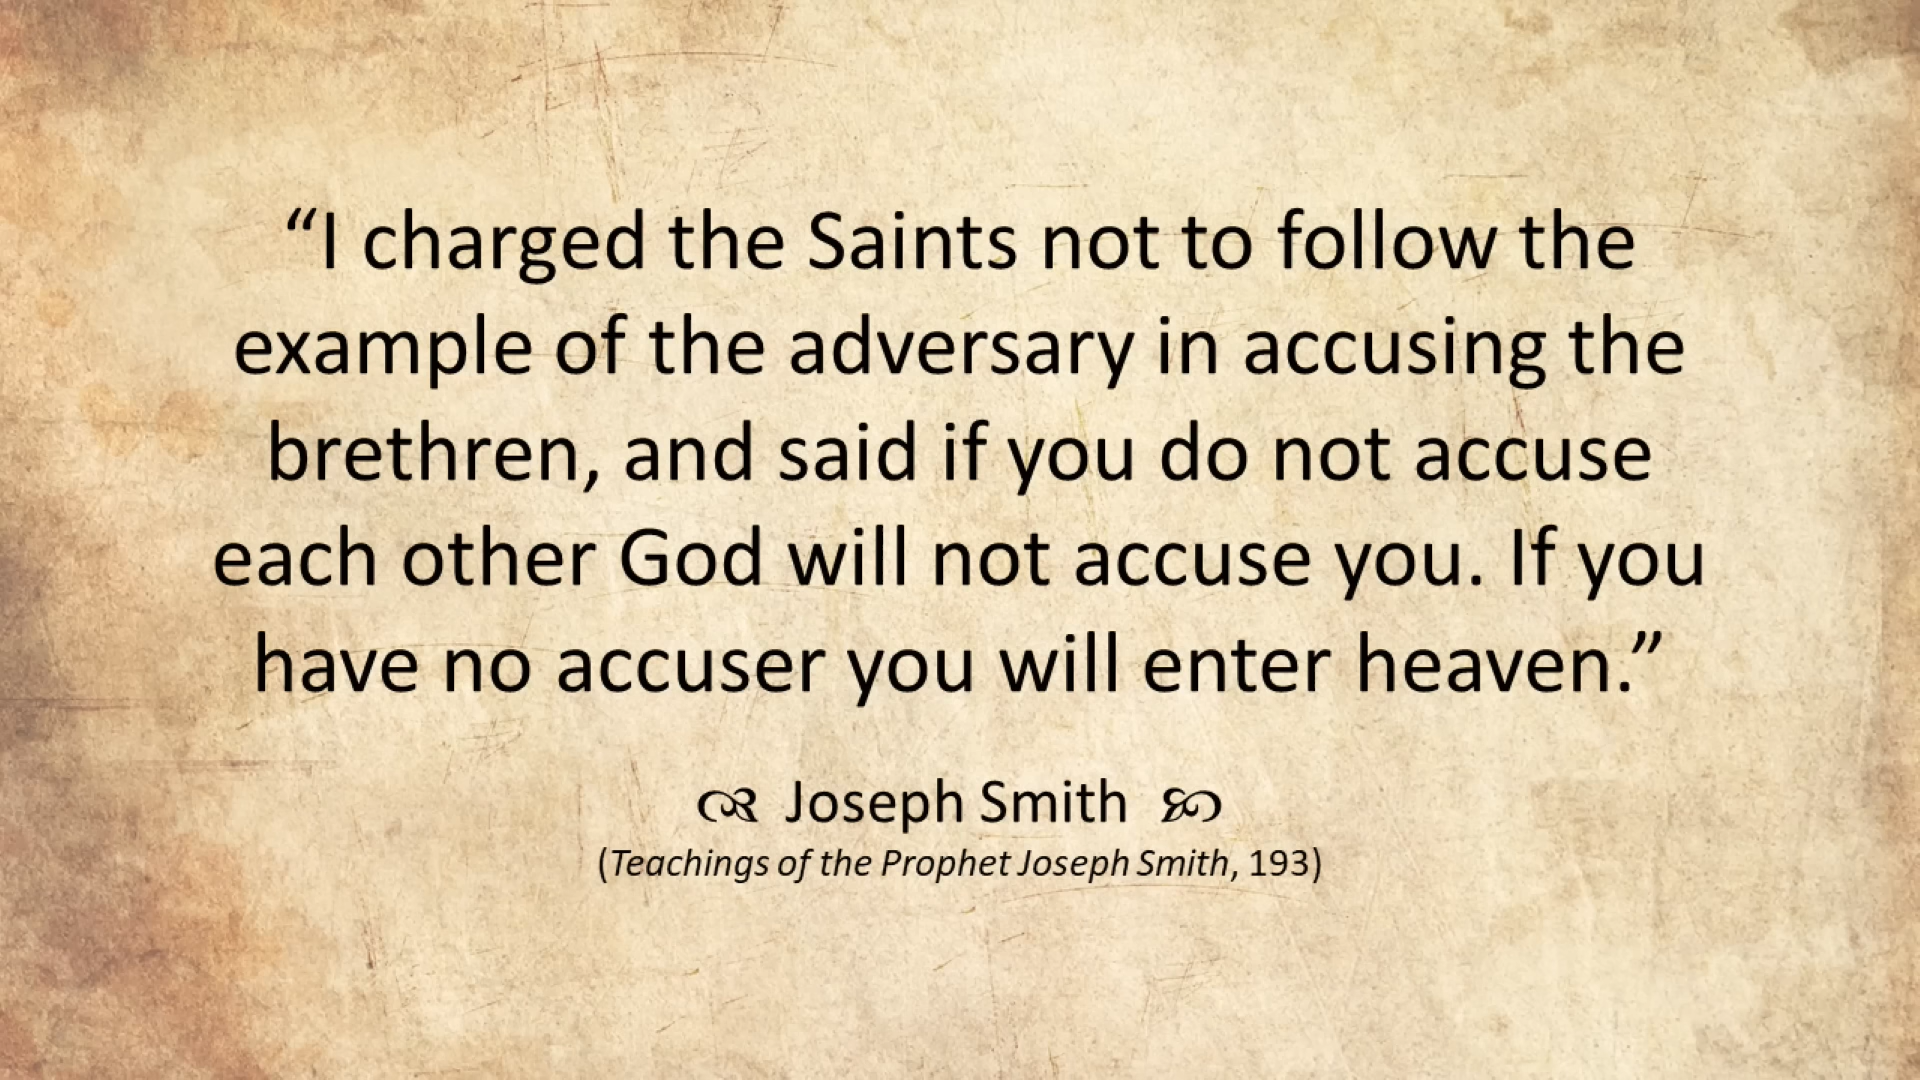 “I charged the Saints not to follow the
example of the adversary in accusing the
brethren, and said if you do not accuse
each other God will not accuse you. If you
have no accuser you will enter heaven.”
Joseph Smith
(Teachings of the Prophet Joseph Smith, 193)